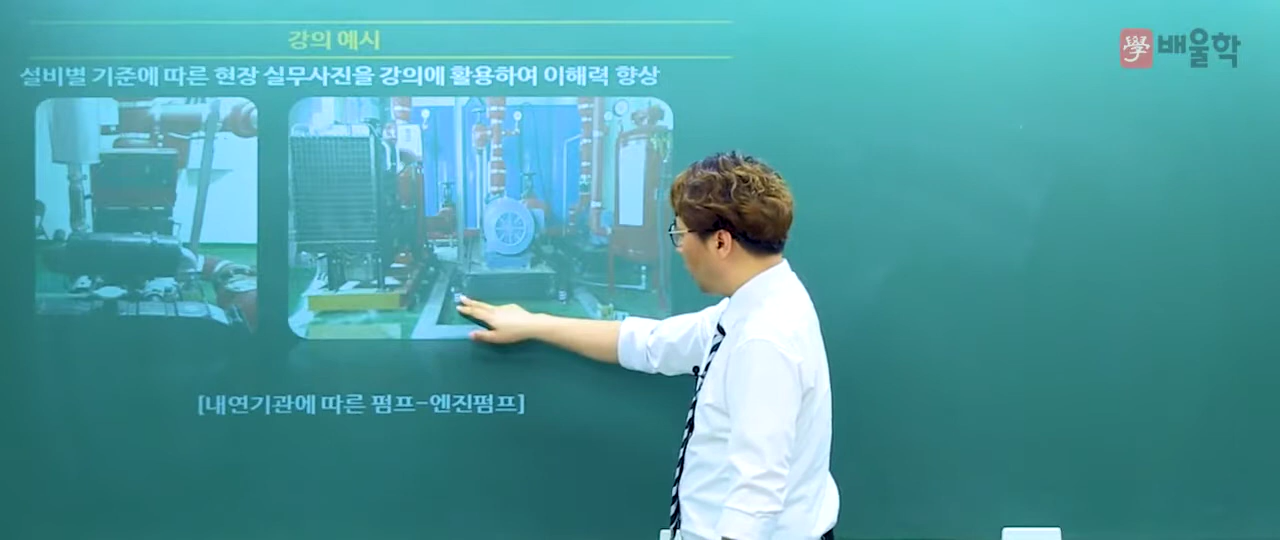 강의 예시
學 배울학
설비별 기준에 따른 현장 실무사진을 강의에 활용하여 이해력 향상
[내연기관에 따른 펌프-엔진펌프]